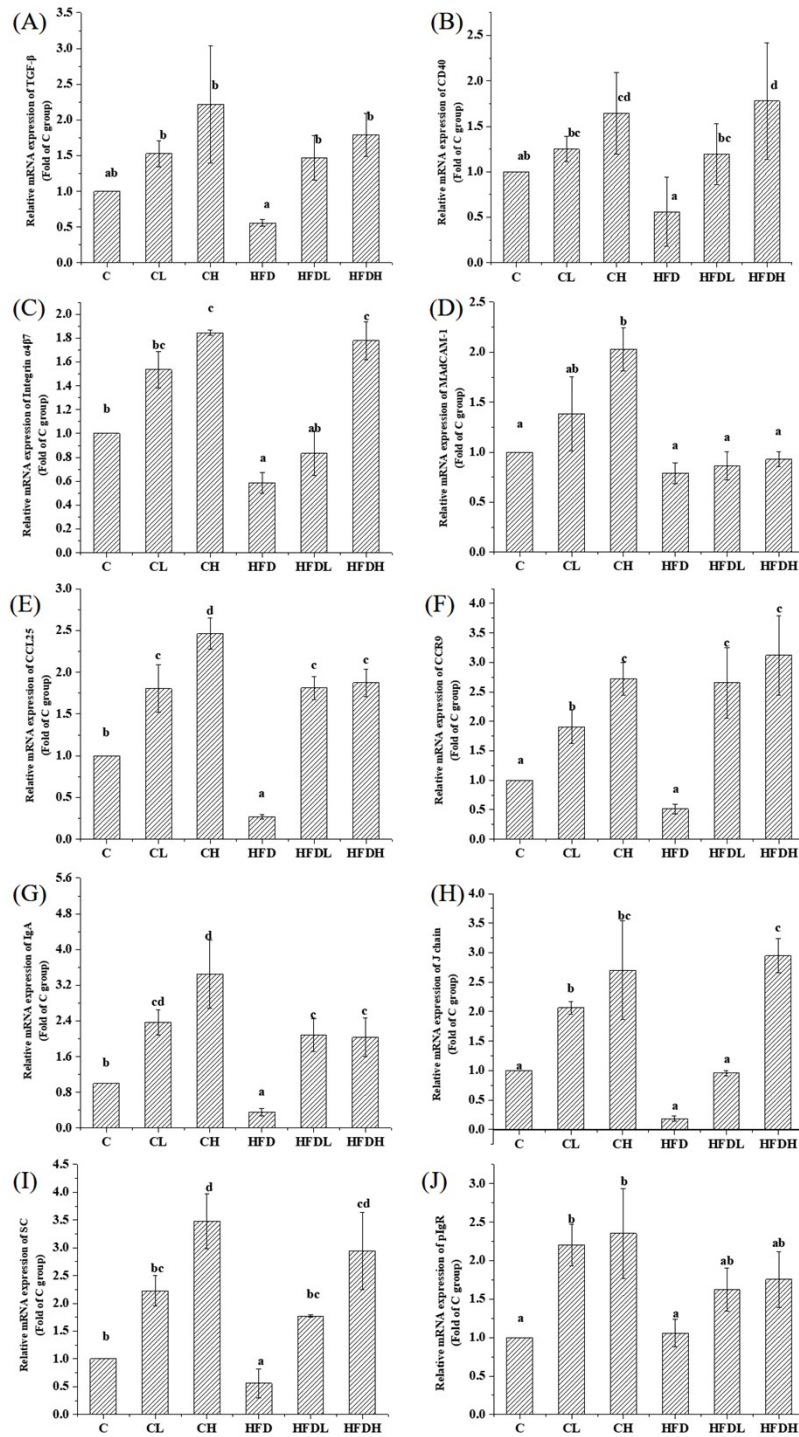 (A)
Relative mRNA expression of TGF-β
(Fold of C group)
3.5
3.0
2.5
2.0
1.5
1.0
0.5
0.0
ab
b
b
a
b
b
C CL CH HFD HFDL HFDH
(B)
Relative mRNA expression of CD40
(Fold of C group)
2.5
2.0
1.5
1.0
0.5
0.0
ab
bc
cd
a
bc
d
C CL CH HFD HFDL HFDH
(C)
Relative mRNA expression of Integrin α4β7
(Fold of C group)
2.0
1.8
1.6
1.4
1.2
1.0
0.8
0.6
0.4
0.2
0.0
b
bc
c
a
ab
c
C CL CH HFD HFDL HFDH
(D)
Relative mRNA expression of MAdCAM-1
(Fold of C group)
2.5
2.0
1.5
1.0
0.5
0.0
a
ab
b
a
a
a
C CL CH HFD HFDL HFDH
(E)
Relative mRNA expression of CCL25
(Fold of C group)
3.0
2.5
2.0
1.5
1.0
0.5
0.0
b
c
d
a
c
c
C CL CH HFD HFDL HFDH
(F)
Relative mRNA expression of CCR9
(Fold of C group)
4.0
3.5
3.0
2.5
2.0
1.5
1.0
0.5
0.0
a
b
c
a
c
c
C CL CH HFD HFDL HFDH
(G)
Relative mRNA expression of IgA
(Fold of C group)
5.6
4.8
4.0
3.2
2.4
1.6
0.8
0.0
b
cd
d
a
c
c
C CL CH HFD HFDL HFDH
(H)
Relative mRNA expression of J chain
(Fold of C group)
4.0
3.5
3.0
2.5
2.0
1.5
1.0
0.5
0.0
a
b
bc
a
a
c
C CL CH HFD HFDL HFDH
(I)
Relative mRNA expression of SC
(Fold of C group)
4.5
4.0
3.5
3.0
2.5
2.0
1.5
1.0
0.5
0.0
b
bc
d
a
bc
cd
C CL CH HFD HFDL HFDH
(J)
Relative mRNA expression of pIgR
(Fold of C group)
3.0
2.5
2.0
1.5
1.0
0.5
0.0
a
b
b
a
ab
ab
C CL CH HFD HFDL HFDH